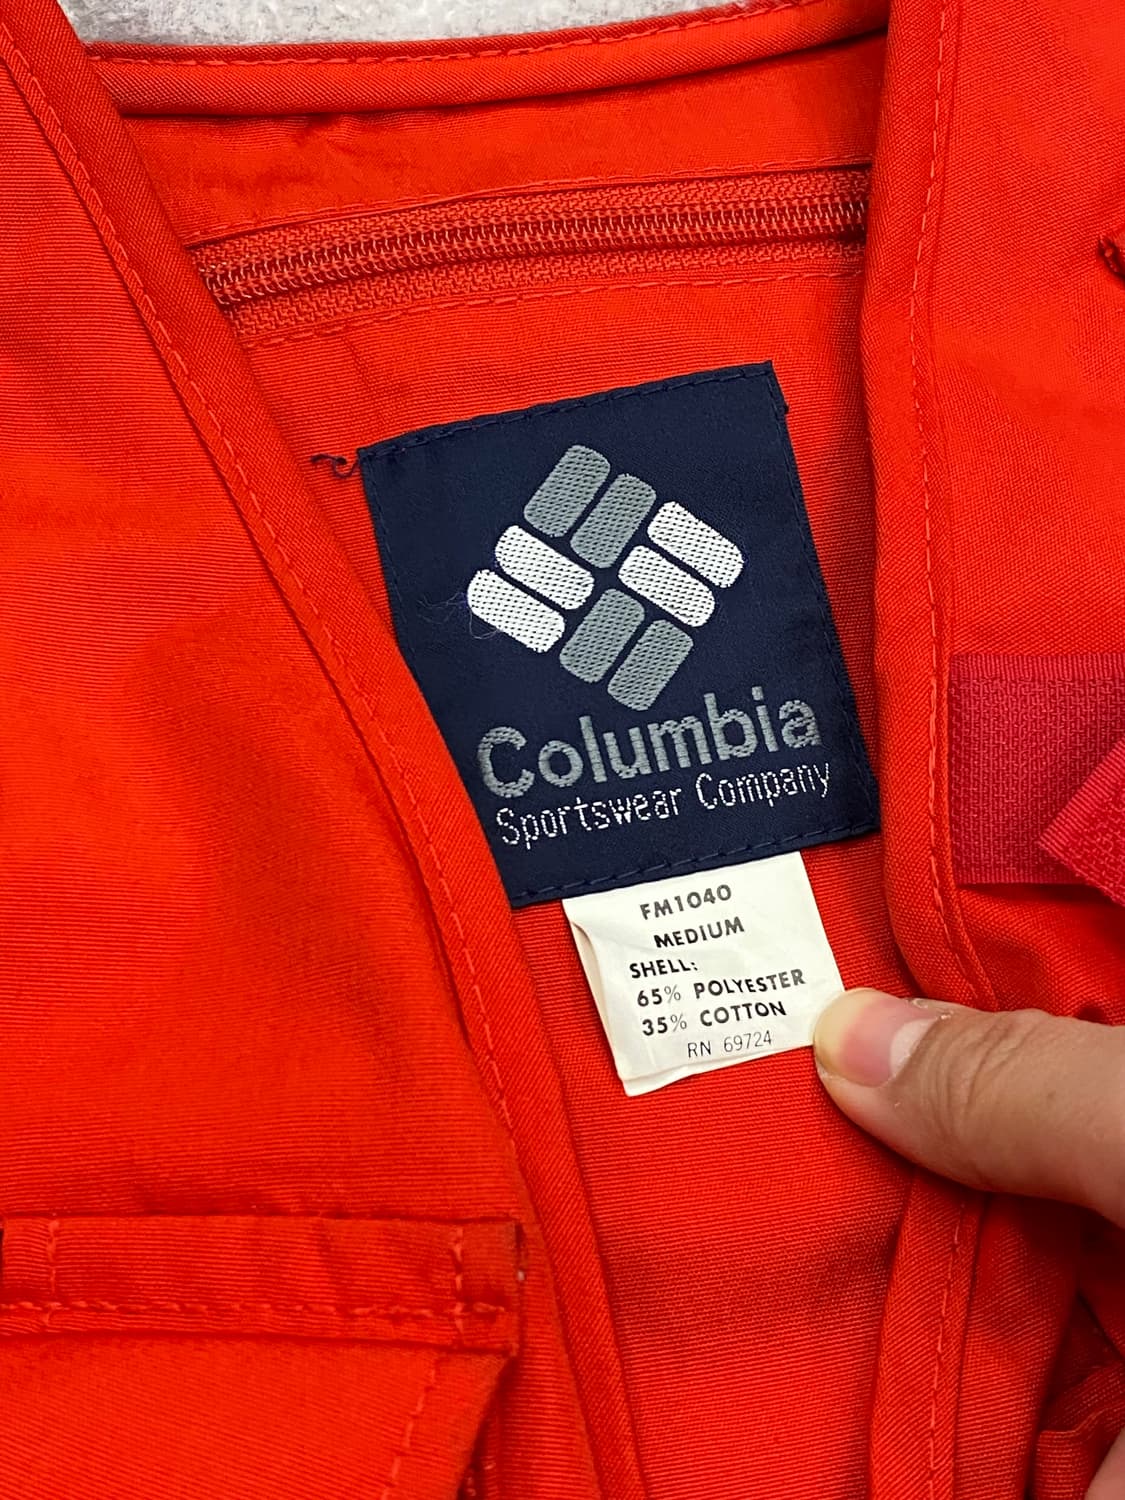 Columbia
Sportswear Company
FM1040
MEDIUM
SHELL:
65% POLYESTER
35% COTTON
RN 69724